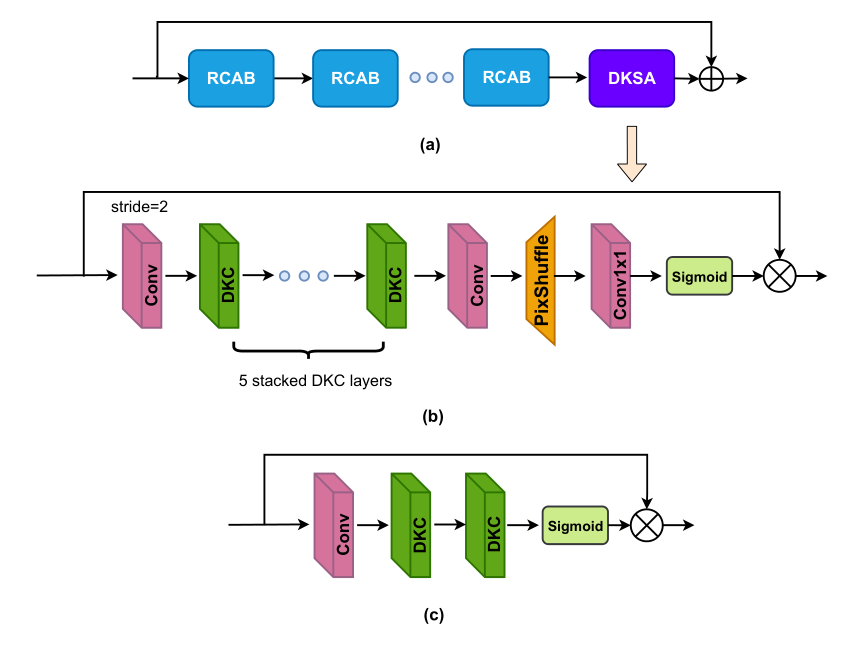 RCAB RCAB RCAB DKSA
(a)
stride=2
Conv DKC DKC Conv PixShuffle Conv1x1 Sigmoid
5 stacked DKC layers
(b)
Conv DKC DKC Sigmoid
(c)